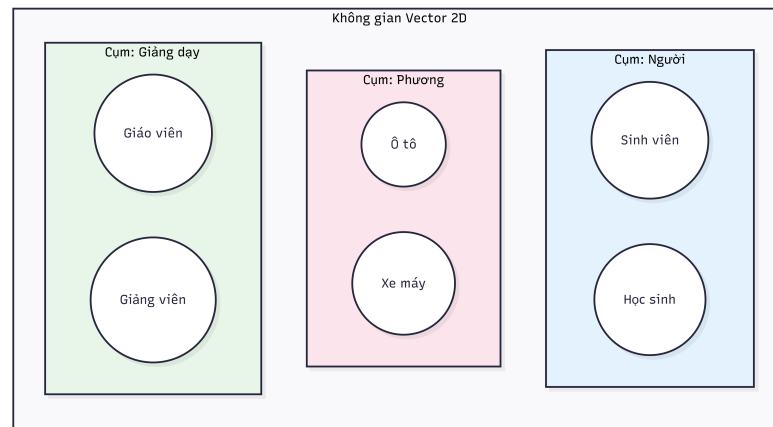 Không gian Vector 2D
Cụm: Giảng dạy
Giáo viên
Giảng viên
Cụm: Phương
Ô tô
Xe máy
Cụm: Người
Sinh viên
Học sinh